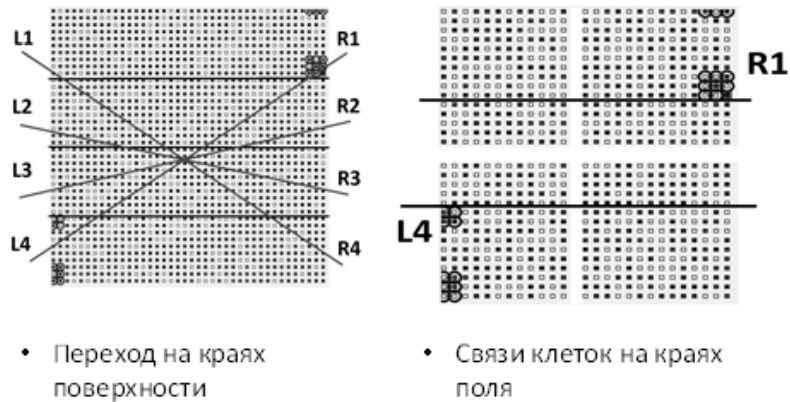 L1
R1
L2
R2
L3
R3
L4
R4
R1
L4
• Переход на краях
поверхности
• Связи клеток на краях
поля